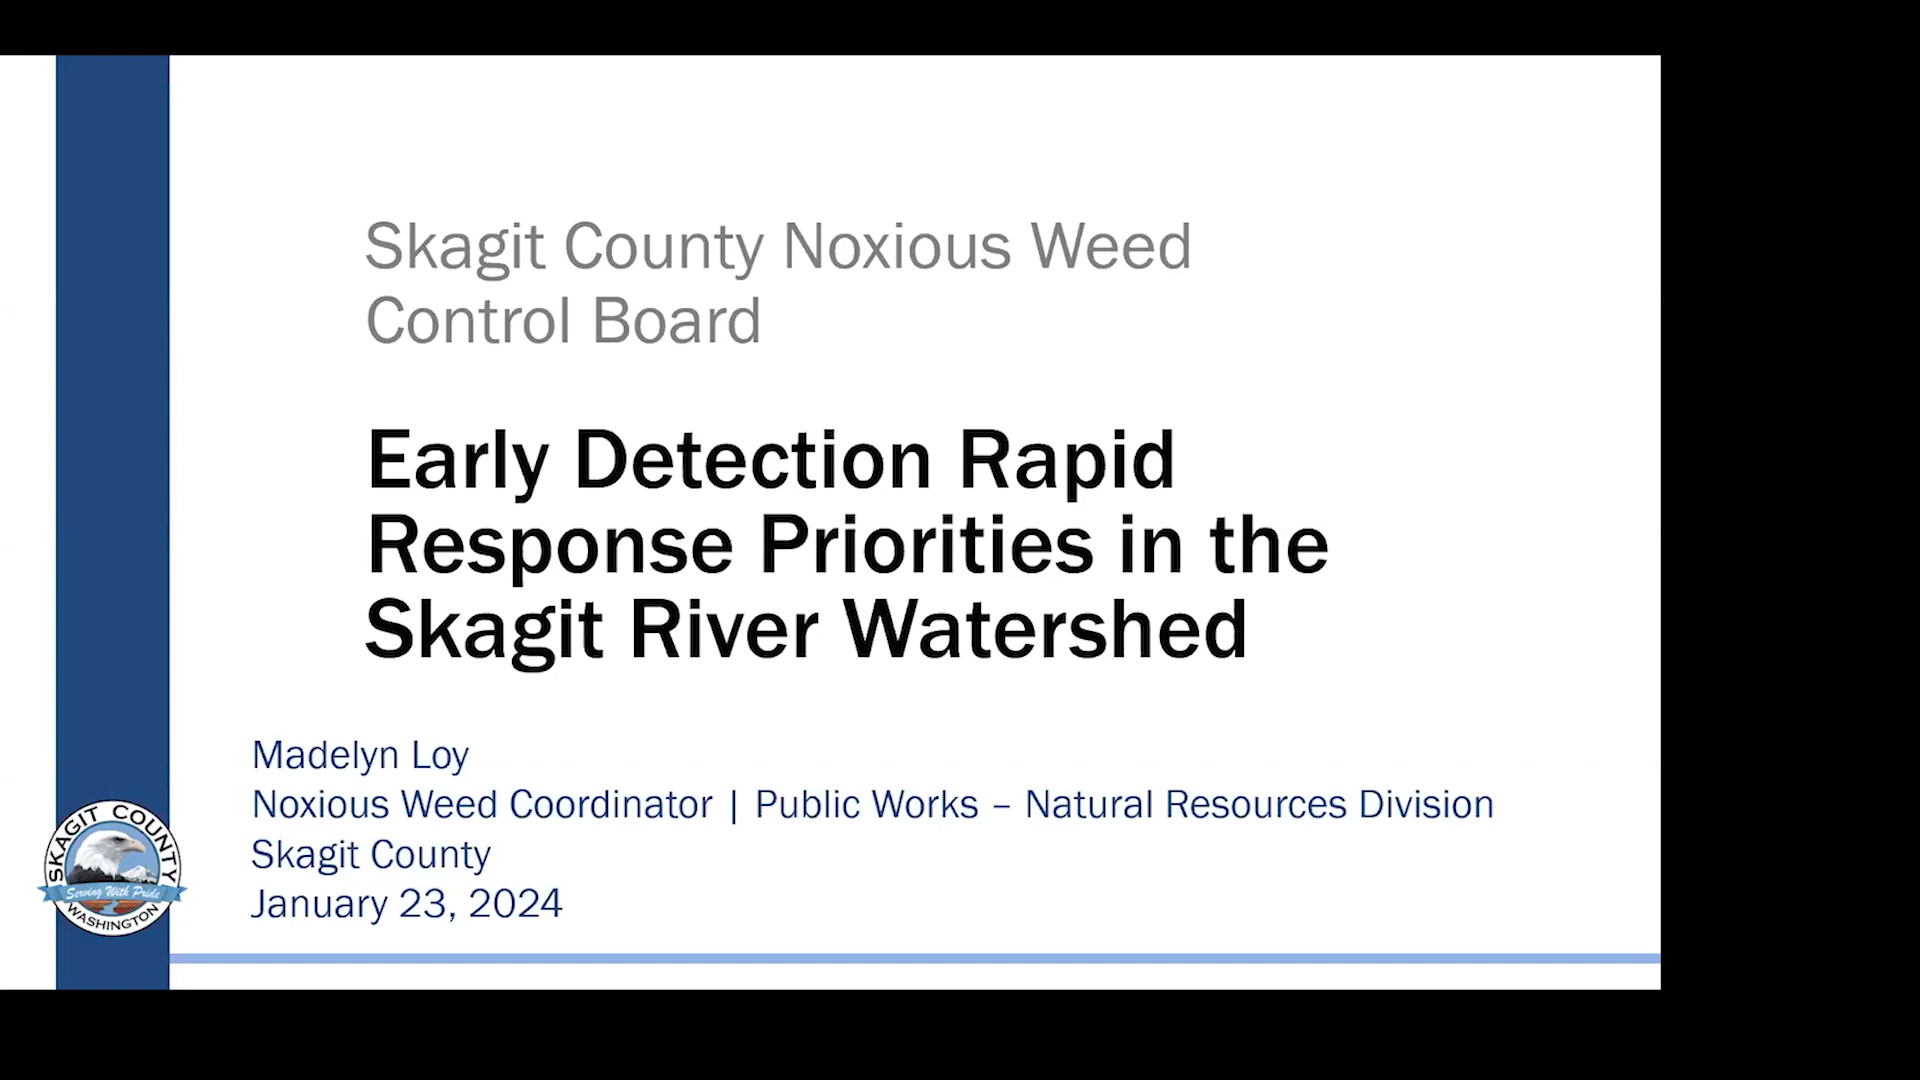 Skagit County Noxious Weed
Control Board
Early Detection Rapid
Response Priorities in the
Skagit River Watershed
Madelyn Loy
Noxious Weed Coordinator | Public Works – Natural Resources Division
Skagit County
January 23, 2024
SKAGIT COUNTY
Serving With Pride
WASHINGTON